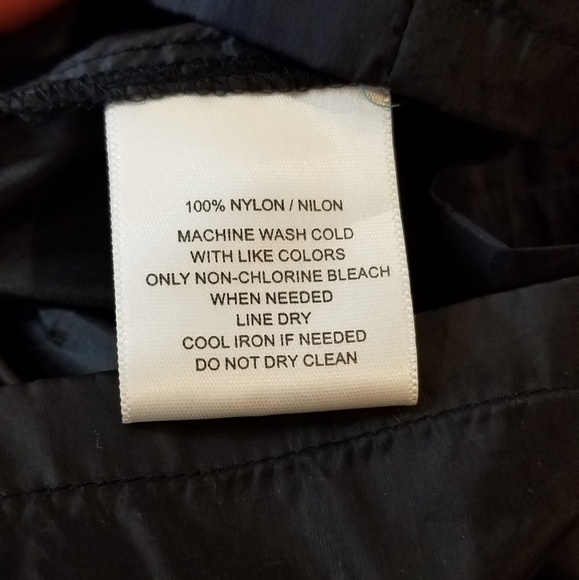 100% NYLON / NILON
MACHINE WASH COLD
WITH LIKE COLORS
ONLY NON-CHLORINE BLEACH
WHEN NEEDED
LINE DRY
COOL IRON IF NEEDED
DO NOT DRY CLEAN